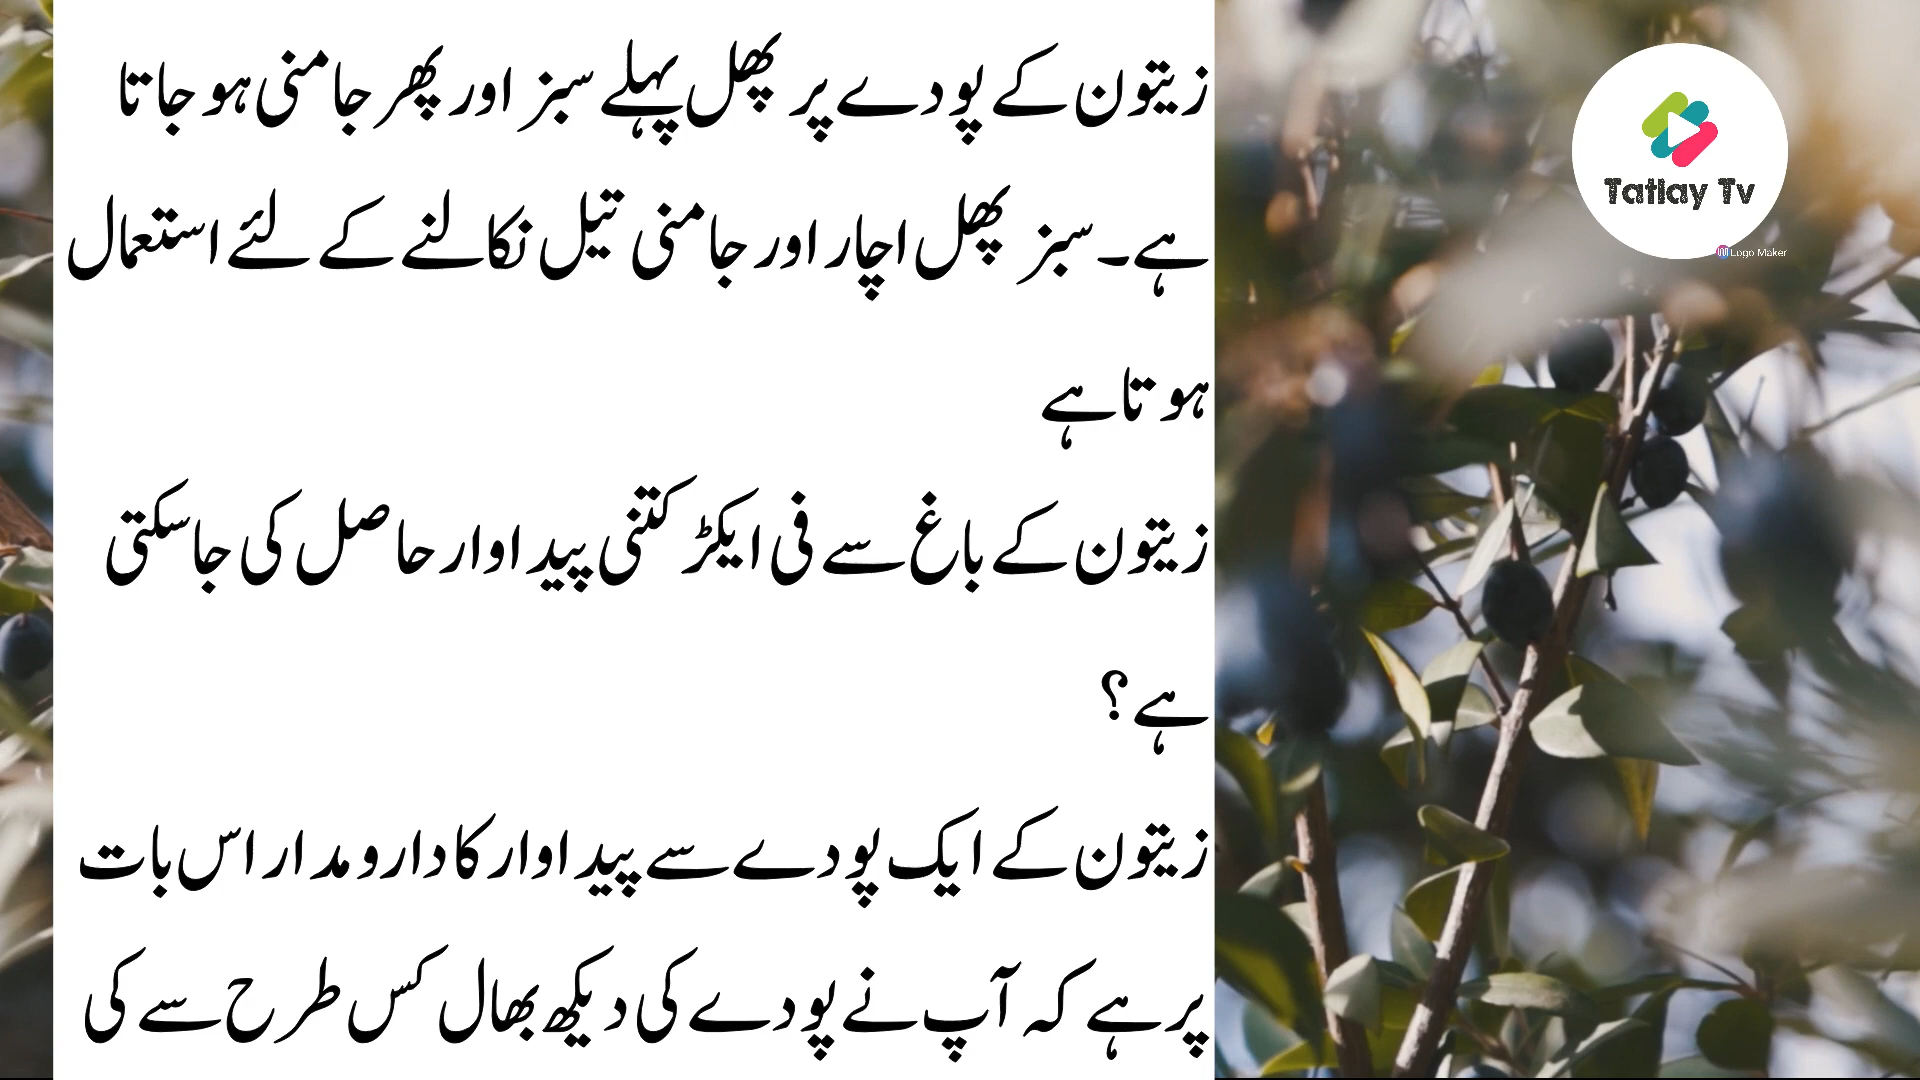 زیتون کے پودے پر پھل پہلے سبز اور پھر جامنی ہو جاتا
ہے۔ سبز پھل اچار اور جامنی تیل نکالنے کے لئے استعمال
ہوتا ہے
زیتون کے باغ سے فی ایکڑ کتنی پیداوار حاصل کی جاسکتی
ہے؟
زیتون کے ایک پودے سے پیداوار کا دارومدار اس بات
پر ہے کہ آپ نے پودے کی دیکھ بھال کس طرح سے کی
Tatlay Tv
Logo Maker